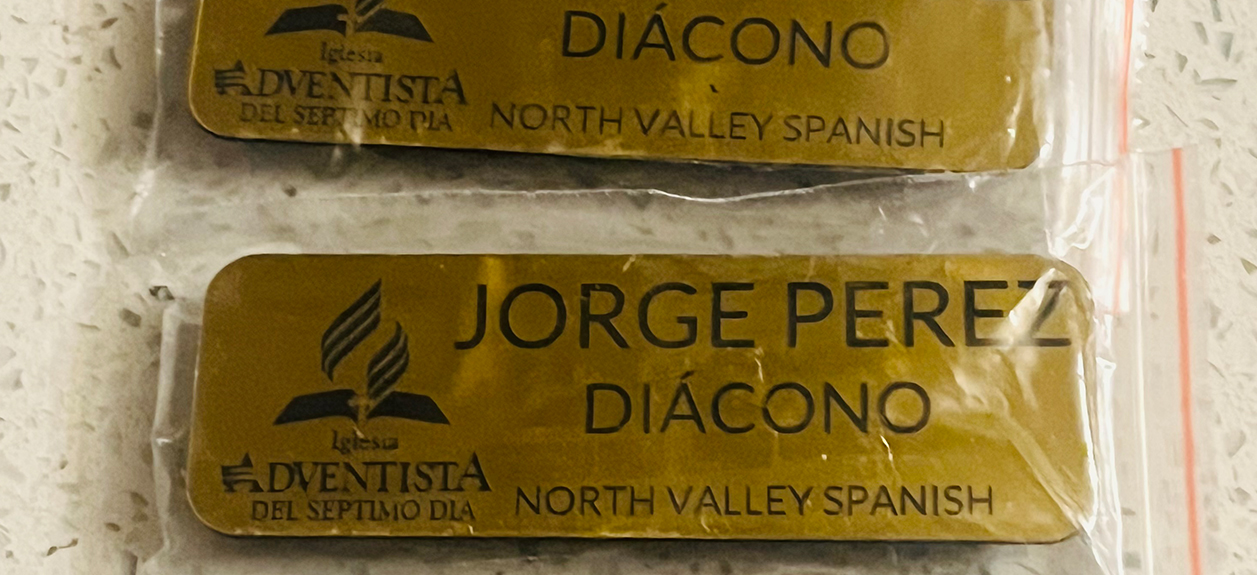 DIÁCONO
Iglesia
ADVENTISTA
DEL SEPTIMO DIA
NORTH VALLEY SPANISH
JORGE PEREZ
DIÁCONO
Iglesia
ADVENTISTA
DEL SEPTIMO DIA
NORTH VALLEY SPANISH